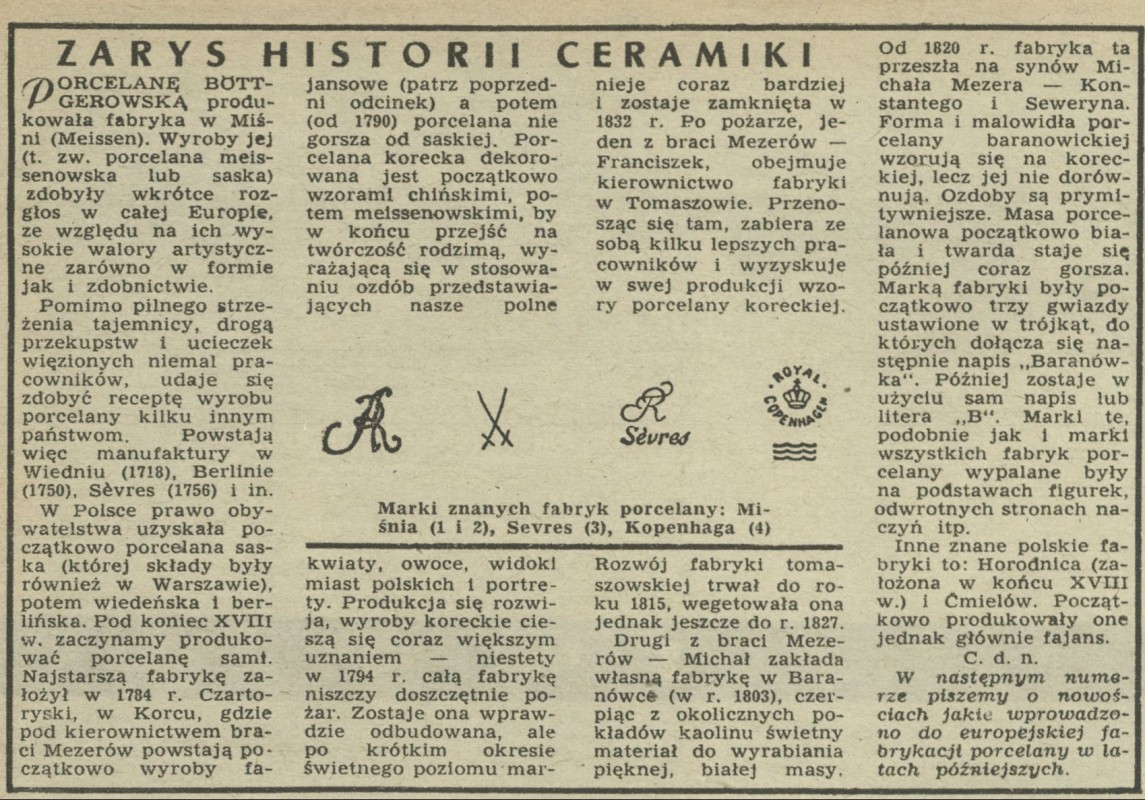 ZARYS HISTORII CERAMIKI
PORCELANĘ BÖTT-
GEROWSKĄ produ-
kowała fabryka w Miś-
ni (Meissen). Wyroby jej
(t. zw. porcelana meis-
senowska lub saska)
zdobyły wkrótce roz-
głos w całej Europie,
ze względu na ich wy-
sokie walory artystycz-
ne zarówno w formie
jak i zdobnictwie.
Pomimo pilnego strze-
żenia tajemnicy, drogą
przekupstw i ucieczek
więzionych niemal pra-
cowników, udaje się
zdobyć receptę wyrobu
porcelany kilku innym
państwom. Powstają
więc manufaktury w
Wiedniu (1718), Berlinie
(1750), Sèvres (1756) i in.
W Polsce prawo oby-
watelstwa uzyskała po-
czątkowo porcelana sas-
ka (której składy były
również w Warszawie),
potem wiedeńska i ber-
lińska. Pod koniec XVIII
w. zaczynamy produko-
wać porcelanę sami.
Najstarszą fabrykę za-
łożył w 1784 r. Czarto-
ryski, w Korcu, gdzie
pod kierownictwem bra-
ci Mezerów powstają po-
czątkowo wyroby fa-
jansowe (patrz poprzed-
ni odcinek) a potem
(od 1790) porcelana nie
gorsza od saskiej. Por-
celana korecka dekoro-
wana jest początkowo
wzorami chińskimi, po-
tem meissenowskimi, by
w końcu przejść na
twórczość rodzimą, wy-
rażającą się w stosowa-
niu ozdób przedstawia-
jących nasze polne
kwiaty, owoce, widoki
miast polskich i portre-
ty. Produkcja się rozwi-
ja, wyroby koreckie cie-
szą się coraz większym
uznaniem — niestety
w 1794 r. całą fabrykę
niszczy doszczętnie po-
żar. Zostaje ona wpraw-
dzie odbudowana, ale
po krótkim okresie
świetnego poziomu mar-
nieje coraz bardziej
i zostaje zamknięta w
1832 r. Po pożarze, je-
den z braci Mezerów —
Franciszek, obejmuje
kierownictwo fabryki
w Tomaszowie. Przeno-
sząc się tam, zabiera ze
sobą kilku lepszych pra-
cowników i wyzyskuje
w swej produkcji wzo-
ry porcelany koreckiej.
Rozwój fabryki toma-
szowskiej trwał do ro-
ku 1815, wegetowała ona
jednak jeszcze do r. 1827.
Drugi z braci Meze-
rów — Michał zakłada
własną fabrykę w Bara-
nówce (w r. 1803), czer-
piąc z okolicznych po-
kładów kaolinu świetny
materiał do wyrabiania
pięknej, białej masy.
Od 1820 r. fabryka ta
przeszła na synów Mi-
chała Mezera — Kon-
stantego i Seweryna.
Forma i malowidła por-
celany baranowickiej
wzorują się na korec-
kiej, lecz jej nie dorów-
nują. Ozdoby są prymi-
tywniejsze. Masa porce-
lanowa początkowo bia-
ła i twarda staje się
później coraz gorsza.
Marką fabryki były po-
czątkowo trzy gwiazdy
ustawione w trójkąt, do
których dołącza się na-
stępnie napis „Baranów-
ka“. Później zostaje w
użyciu sam napis lub
litera „B“. Marki te,
podobnie jak i marki
wszystkich fabryk por-
celany wypalane były
na podstawach figurek,
odwrotnych stronach na-
czyń itp.
Inne znane polskie fa-
bryki to: Horodnica (za-
łożona w końcu XVIII
w.) i Ćmielów. Począt-
kowo produkowały one
jednak głównie fajans.
C. d. n.
W następnym nume-
rze piszemy o nowoś-
ciach jakie wprowadzo-
no do europejskiej fa-
brykacji porcelany w la-
tach późniejszych.
AR
R
Sèvres
ROYAL
COPENHAGEN
Marki znanych fabryk porcelany: Mi-
śnia (1 i 2), Sevres (3), Kopenhaga (4)